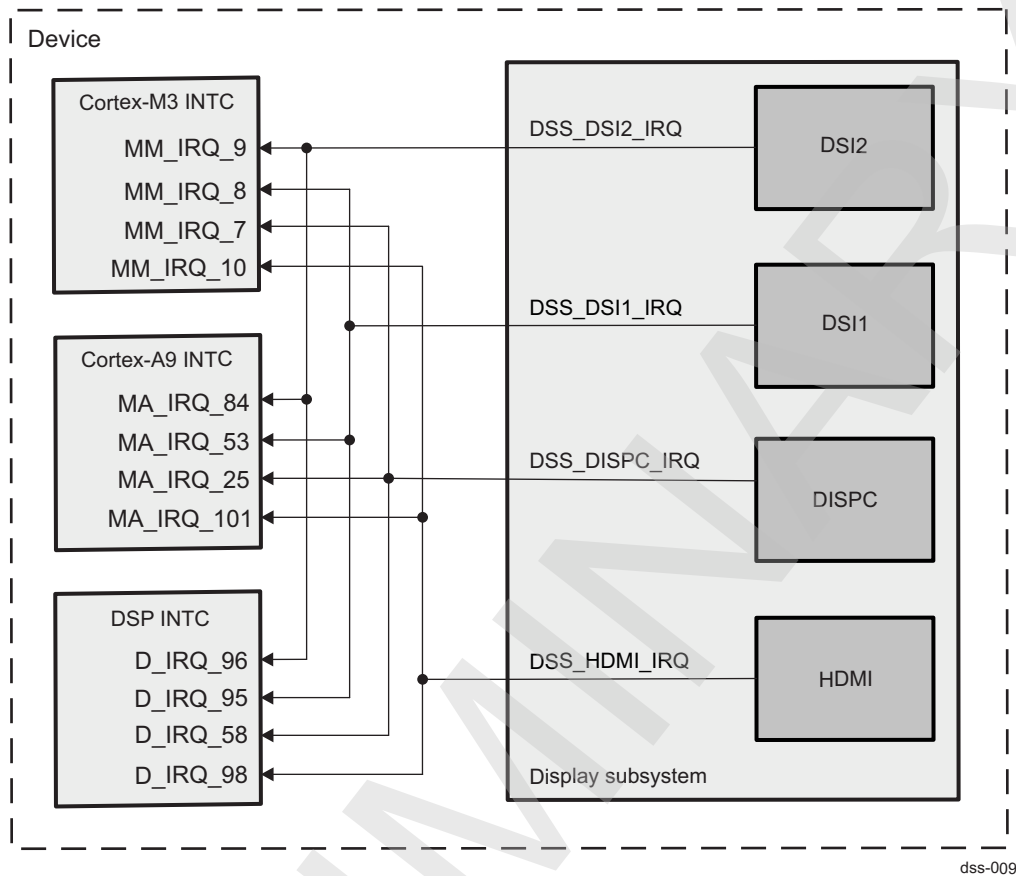 Device
Cortex-M3 INTC
MM_IRQ_9
MM_IRQ_8
MM_IRQ_7
MM_IRQ_10
Cortex-A9 INTC
MA_IRQ_84
MA_IRQ_53
MA_IRQ_25
MA_IRQ_101
DSP INTC
D_IRQ_96
D_IRQ_95
D_IRQ_58
D_IRQ_98
DSS_DSI2_IRQ
DSI2
DSS_DSI1_IRQ
DSI1
DSS_DISPC_IRQ
DISPC
DSS_HDMI_IRQ
HDMI
Display subsystem
dss-009